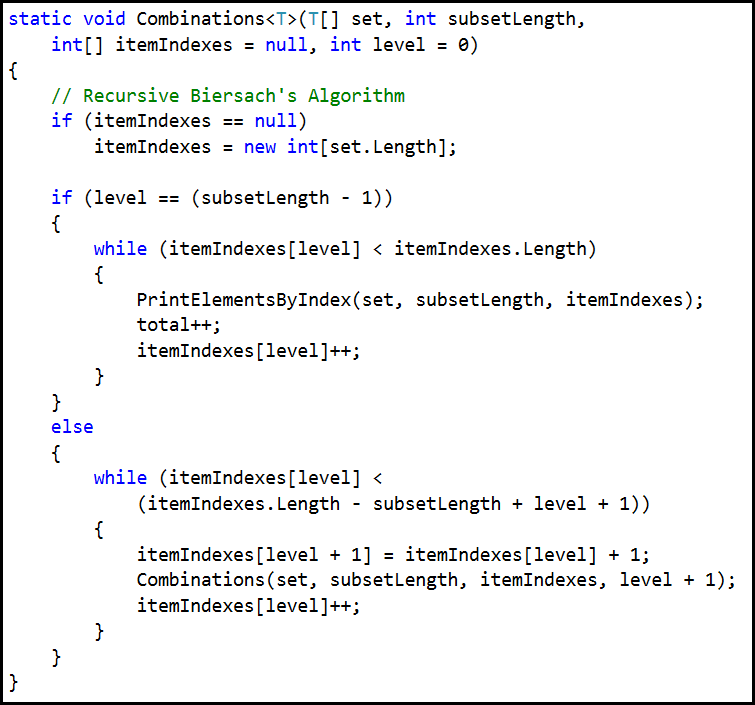 static void Combinations<T>(T[] set, int subsetLength,
    int[] itemIndexes = null, int level = 0)
{
    // Recursive Biersach's Algorithm
    if (itemIndexes == null)
        itemIndexes = new int[set.Length];

    if (level == (subsetLength - 1))
    {
        while (itemIndexes[level] < itemIndexes.Length)
        {
            PrintElementsByIndex(set, subsetLength, itemIndexes);
            total++;
            itemIndexes[level]++;
        }
    }
    else
    {
        while (itemIndexes[level] <
            (itemIndexes.Length - subsetLength + level + 1))
        {
            itemIndexes[level + 1] = itemIndexes[level] + 1;
            Combinations(set, subsetLength, itemIndexes, level + 1);
            itemIndexes[level]++;
        }
    }
}